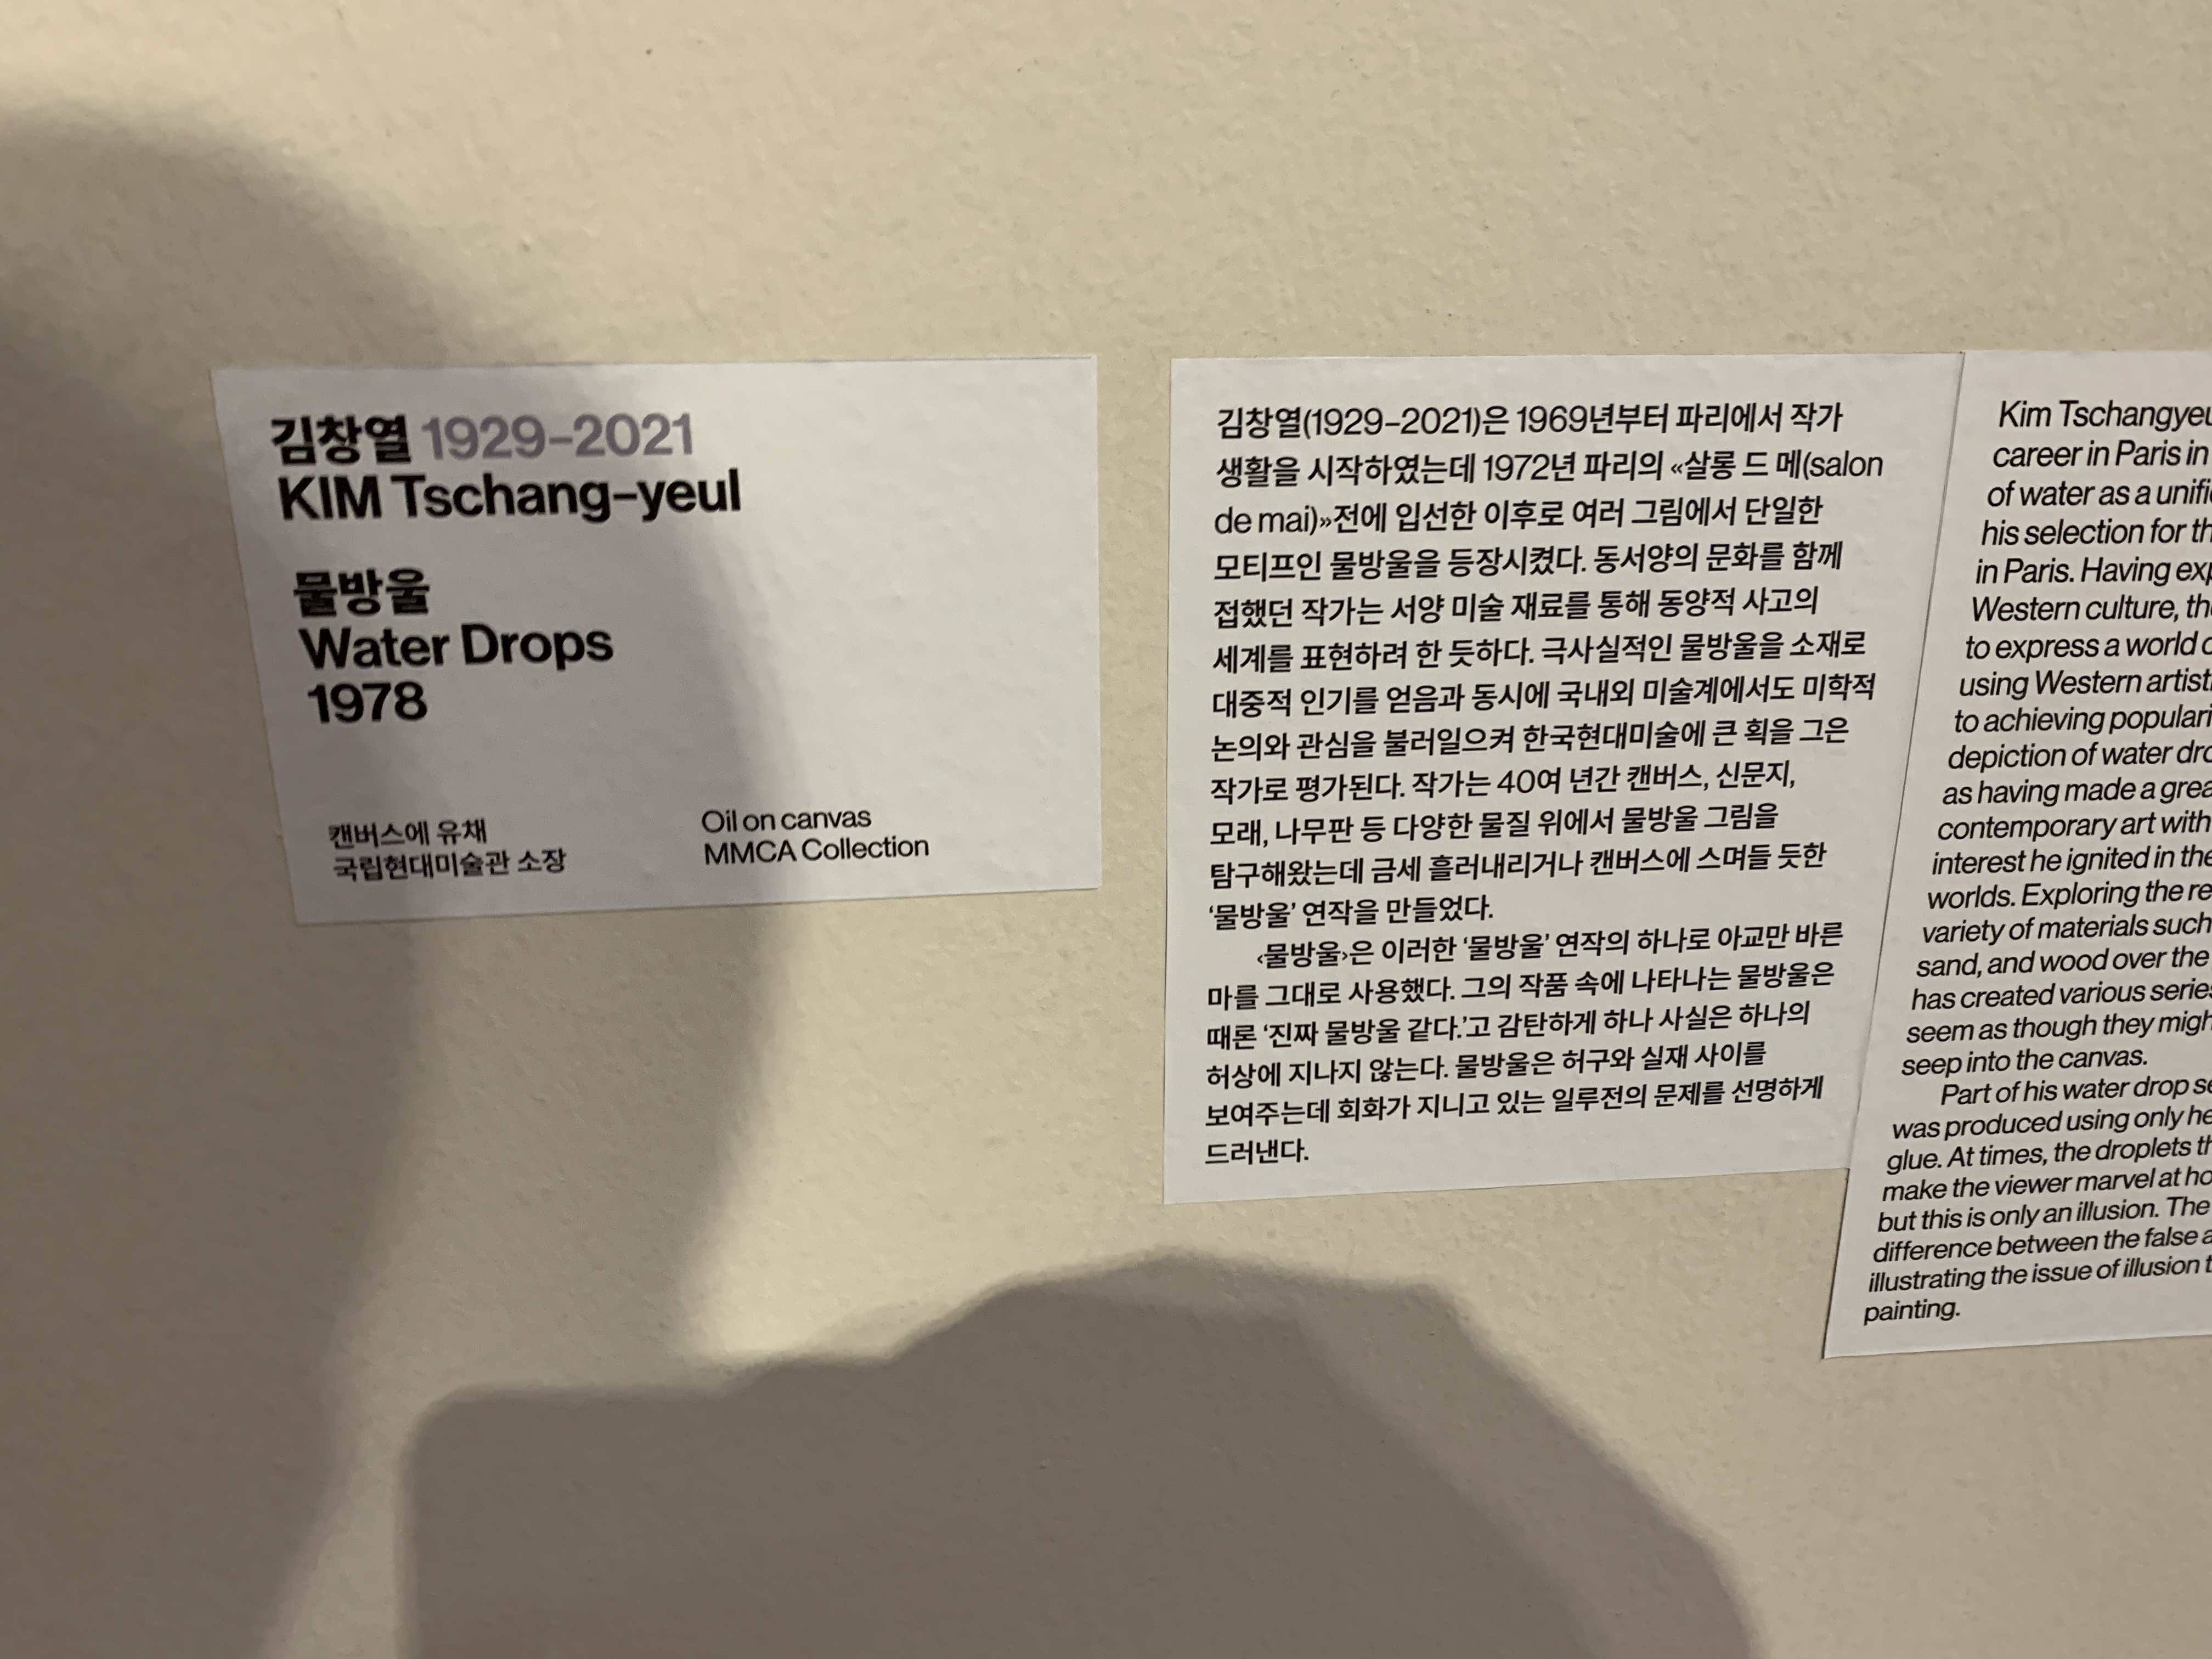 김창열 1929–2021
KIM Tschang–yeul
물방울
Water Drops
1978
캔버스에 유채
국립현대미술관 소장
Oil on canvas
MMCA Collection
김창열(1929–2021)은 1969년부터 파리에서 작가
생활을 시작하였는데 1972년 파리의 «살롱 드 메(salon
de mai)»전에 입선한 이후로 여러 그림에서 단일한
모티프인 물방울을 등장시켰다. 동서양의 문화를 함께
접했던 작가는 서양 미술 재료를 통해 동양적 사고의
세계를 표현하려 한 듯하다. 극사실적인 물방울을 소재로
대중적 인기를 얻음과 동시에 국내외 미술계에서도 미학적
논의와 관심을 불러일으켜 한국현대미술에 큰 획을 그은
작가로 평가된다. 작가는 40여 년간 캔버스, 신문지,
모래, 나무판 등 다양한 물질 위에서 물방울 그림을
탐구해왔는데 금세 흘러내리거나 캔버스에 스며들 듯한
‘물방울’ 연작을 만들었다.
‹물방울›은 이러한 ‘물방울’ 연작의 하나로 아교만 바른
마를 그대로 사용했다. 그의 작품 속에 나타나는 물방울은
때론 ‘진짜 물방울 같다.’고 감탄하게 하나 사실은 하나의
허상에 지나지 않는다. 물방울은 허구와 실재 사이를
보여주는데 회화가 지니고 있는 일루전의 문제를 선명하게
드러낸다.
Kim
career in Paris in
of water as a
his selection for
in Paris. Having
Western culture,
to express a world
using Western
to achieving
depiction of water
as having made a
contemporary art with
interest he ignited in the
worlds. Exploring the
variety of materials such
sand, and wood over the
has created various
seem as though they
seep into the canvas.
Part of his water drop
was produced using only
glue. At times, the droplets
make the viewer marvel at
but this is only an illusion. The
difference between the false
illustrating the issue of illusion
painting.